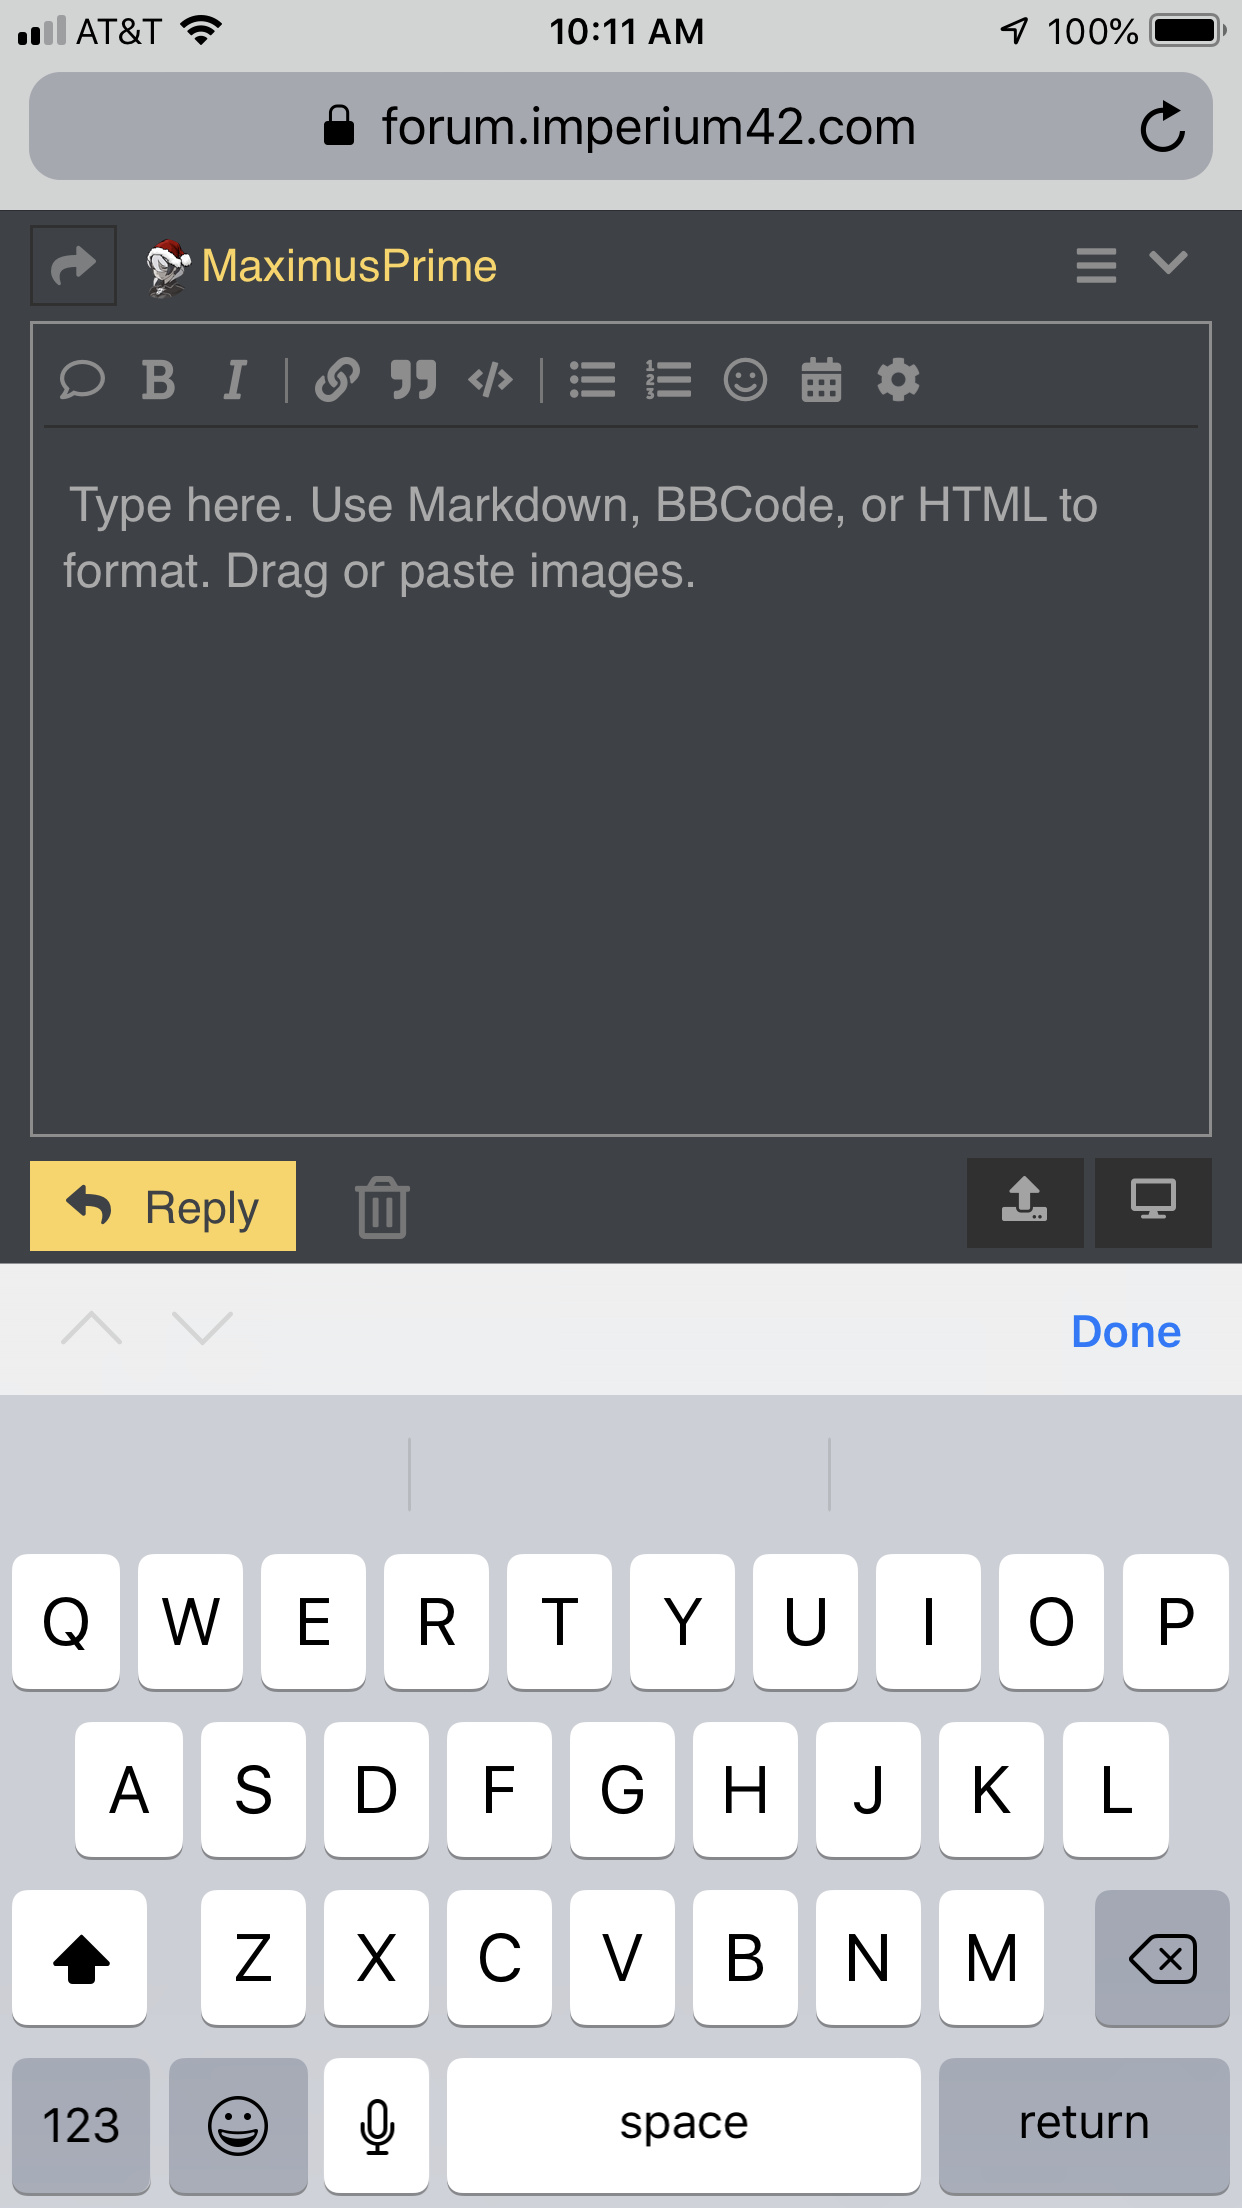 AT&T 10:11 AM 100%
forum.imperium42.com
MaximusPrime
Type here. Use Markdown, BBCode, or HTML to
format. Drag or paste images.
Reply
Done
Q W E R T Y U I O P
A S D F G H J K L
Z X C V B N M
123 space return